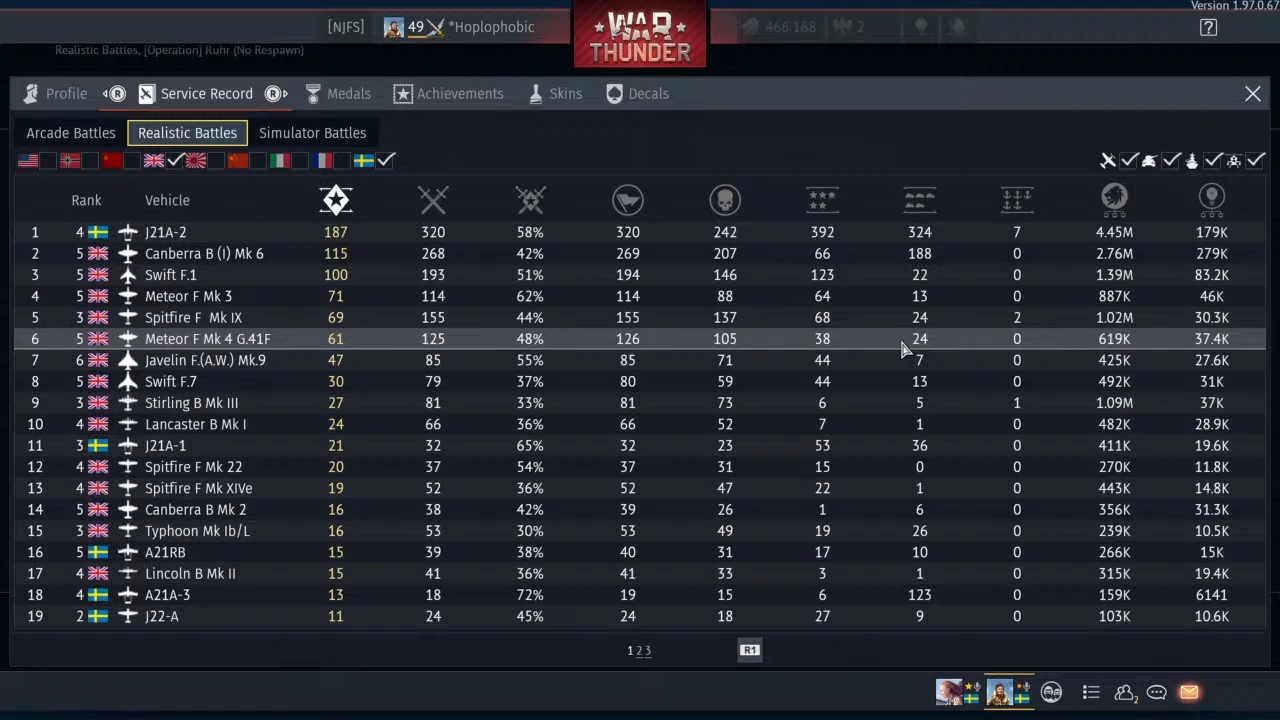 Version 1.97.0.67
[NJFS] 49 *Hoplophobic WAR THUNDER 466 168 2 ?
Realistic Battles, [Operation] Ruhr (No Respawn)
Profile R Service Record R Medals Achievements Skins Decals
Arcade Battles Realistic Battles Simulator Battles
Rank Vehicle
1 4 J21A-2 187 320 58% 320 242 392 324 7 4.45M 179K
2 5 Canberra B (I) Mk 6 115 268 42% 269 207 66 188 0 2.76M 279K
3 5 Swift F.1 100 193 51% 194 146 123 22 0 1.39M 83.2K
4 5 Meteor F Mk 3 71 114 62% 114 88 64 13 0 887K 46K
5 3 Spitfire F Mk IX 69 155 44% 155 137 68 24 2 1.02M 30.3K
6 5 Meteor F Mk 4 G.41F 61 125 48% 126 105 38 24 0 619K 37.4K
7 6 Javelin F.(A.W.) Mk.9 47 85 55% 85 71 44 7 0 425K 27.6K
8 5 Swift F.7 30 79 37% 80 59 44 13 0 492K 31K
9 3 Stirling B Mk III 27 81 33% 81 73 6 5 1 1.09M 37K
10 4 Lancaster B Mk I 24 66 36% 66 52 7 1 0 482K 28.9K
11 3 J21A-1 21 32 65% 32 23 53 36 0 411K 19.6K
12 4 Spitfire F Mk 22 20 37 54% 37 31 15 0 0 270K 11.8K
13 4 Spitfire F Mk XIVe 19 52 36% 52 47 22 1 0 443K 14.8K
14 5 Canberra B Mk 2 16 38 42% 39 26 1 6 0 356K 31.3K
15 3 Typhoon Mk Ib/L 16 53 30% 53 49 19 26 0 239K 10.5K
16 5 A21RB 15 39 38% 40 31 17 10 0 266K 15K
17 4 Lincoln B Mk II 15 41 36% 41 33 3 1 0 315K 19.4K
18 4 A21A-3 13 18 72% 19 15 6 123 0 159K 6141
19 2 J22-A 11 24 45% 24 18 27 9 0 103K 10.6K
1 2 3 R1
2